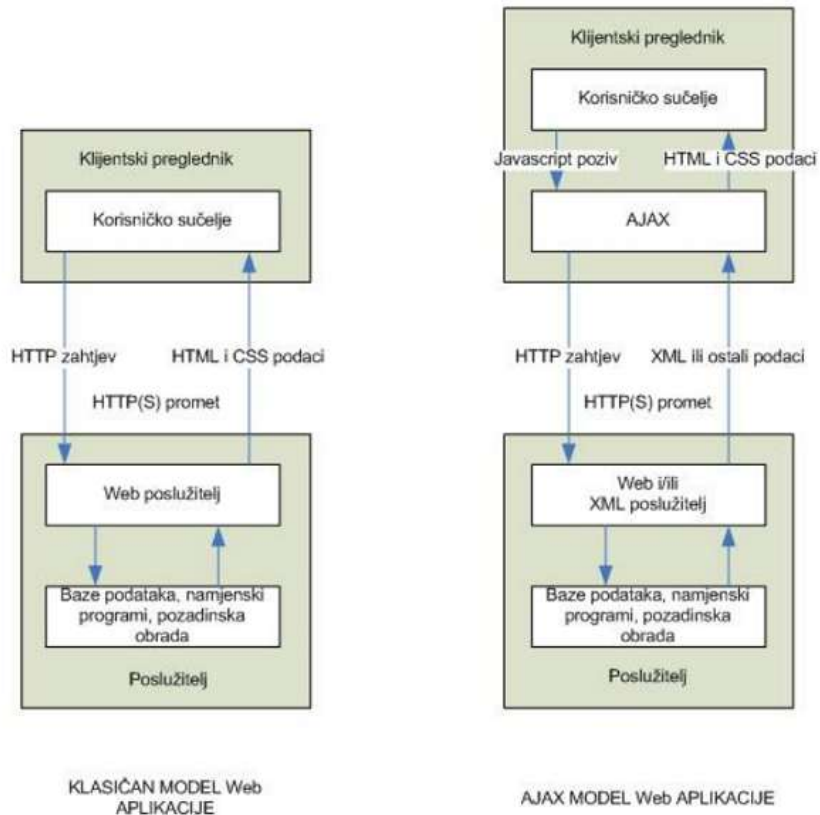 Klijentski preglednik
Korisničko sučelje
HTTP zahtjev
HTML i CSS podaci
HTTP(S) promet
Web poslužitelj
Baze podataka, namjenski
programi, pozadinska
obrada
Poslužitelj
KLASIČAN MODEL Web
APLIKACIJE
Klijentski preglednik
Korisničko sučelje
Javascript poziv
HTML i CSS podaci
AJAX
HTTP zahtjev
XML ili ostali podaci
HTTP(S) promet
Web i/ili
XML poslužitelj
Baze podataka, namjenski
programi, pozadinska
obrada
Poslužitelj
AJAX MODEL Web APLIKACIJE